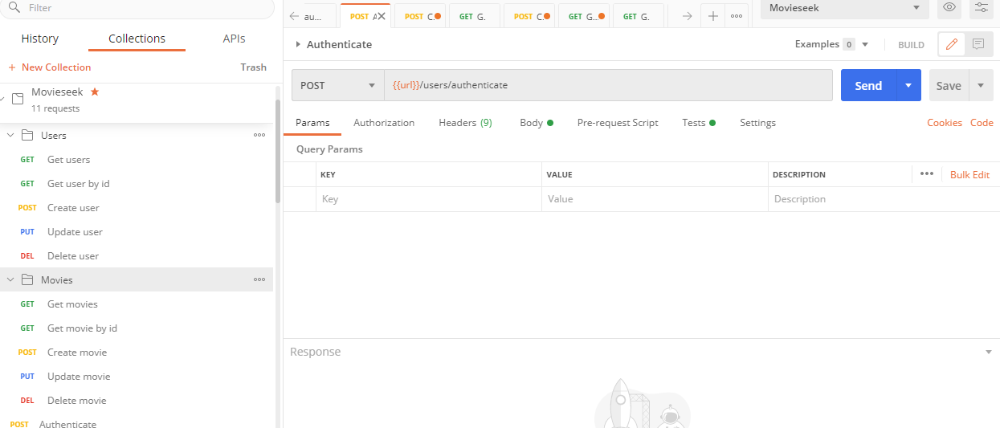 Filter
History Collections APIs
+ New Collection Trash
Movieseek
11 requests
Users
GET Get users
GET Get user by id
POST Create user
PUT Update user
DEL Delete user
Movies
GET Get movies
GET Get movie by id
POST Create movie
PUT Update movie
DEL Delete movie
POST Authenticate
au... POST A POST C. GET G. POST C. GET G... GET G. Movieseek
Authenticate Examples 0 BUILD
POST {{url}}/users/authenticate Send Save
Params Authorization Headers (9) Body Pre-request Script Tests Settings Cookies Code
Query Params
KEY VALUE DESCRIPTION ••• Bulk Edit
Key Value Description
Response